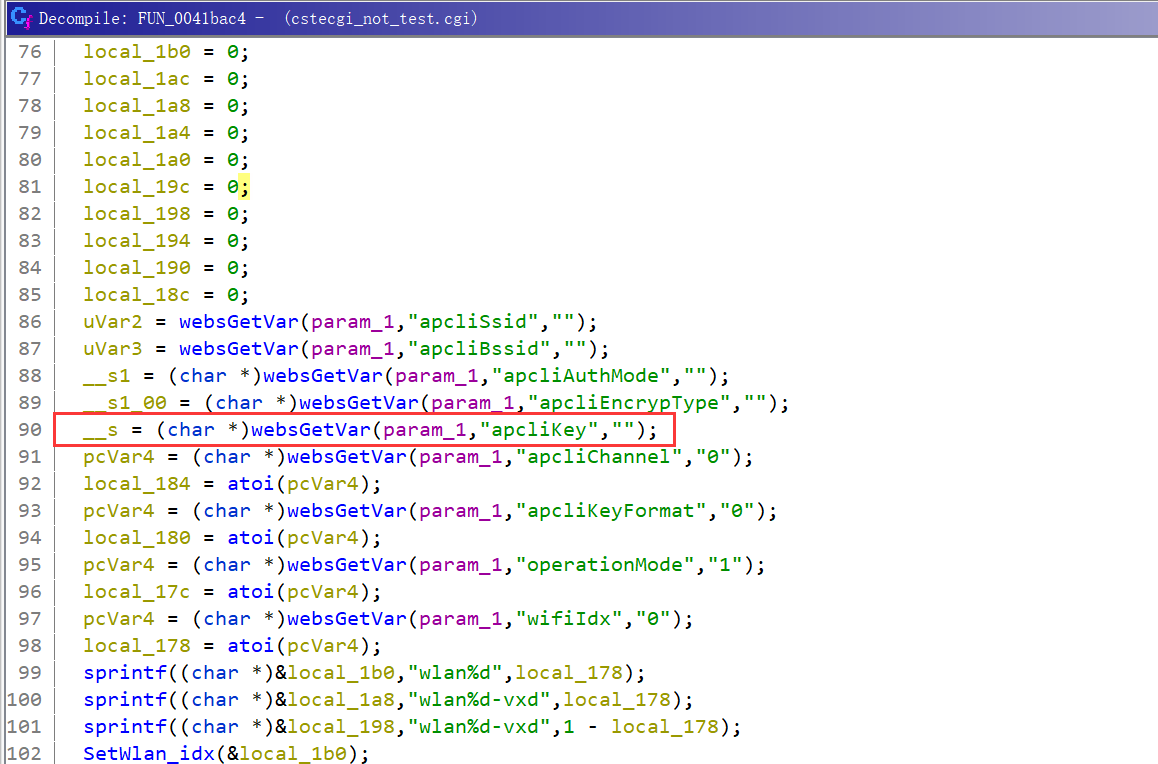 Decompile: FUN_0041bac4 - (cstecgi_not_test.cgi)
76 local_1b0 = 0;
77 local_1ac = 0;
78 local_1a8 = 0;
79 local_1a4 = 0;
80 local_1a0 = 0;
81 local_19c = 0;
82 local_198 = 0;
83 local_194 = 0;
84 local_190 = 0;
85 local_18c = 0;
86 uVar2 = websGetVar(param_1,"apcliSsid","");
87 uVar3 = websGetVar(param_1,"apcliBssid","");
88 __s1 = (char *)websGetVar(param_1,"apcliAuthMode","");
89 __s1_00 = (char *)websGetVar(param_1,"apcliEncrypType","");
90 __s = (char *)websGetVar(param_1,"apcliKey","");
91 pcVar4 = (char *)websGetVar(param_1,"apcliChannel","0");
92 local_184 = atoi(pcVar4);
93 pcVar4 = (char *)websGetVar(param_1,"apcliKeyFormat","0");
94 local_180 = atoi(pcVar4);
95 pcVar4 = (char *)websGetVar(param_1,"operationMode","1");
96 local_17c = atoi(pcVar4);
97 pcVar4 = (char *)websGetVar(param_1,"wifiIdx","0");
98 local_178 = atoi(pcVar4);
99 sprintf((char *)&local_1b0,"wlan%d",local_178);
100 sprintf((char *)&local_1a8,"wlan%d-vxd",local_178);
101 sprintf((char *)&local_198,"wlan%d-vxd",1 - local_178);
102 SetWlan_idx(&local_1b0);